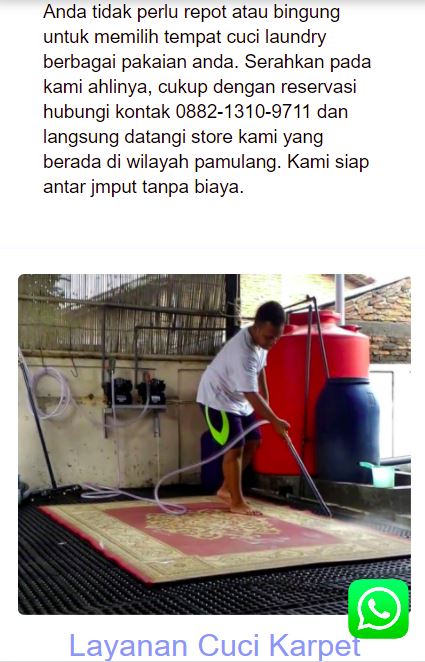 Anda tidak perlu repot atau bingung
untuk memilih tempat cuci laundry
berbagai pakaian anda. Serahkan pada
kami ahlinya, cukup dengan reservasi
hubungi kontak 0882-1310-9711 dan
langsung datangi store kami yang
berada di wilayah pamulang. Kami siap
antar jmput tanpa biaya.
Layanan Cuci Karpet